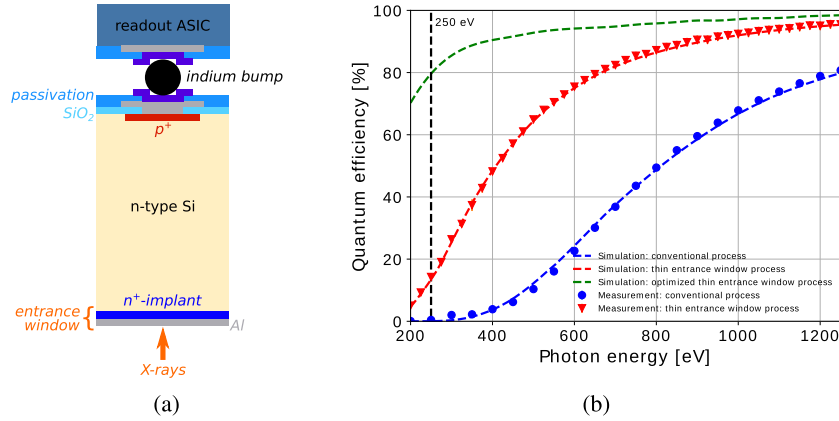 readout ASIC
indium bump
passivation
SiO2
p+
n-type Si
n+-implant
entrance
window
Al
X-rays
(a)
Quantum efficiency [%]
100
80
60
40
20
0
250 eV
Simulation: conventional process
Simulation: thin entrance window process
Simulation: optimized thin entrance window process
Measurement: conventional process
Measurement: thin entrance window process
200 400 600 800 1000 1200
Photon energy [eV]
(b)